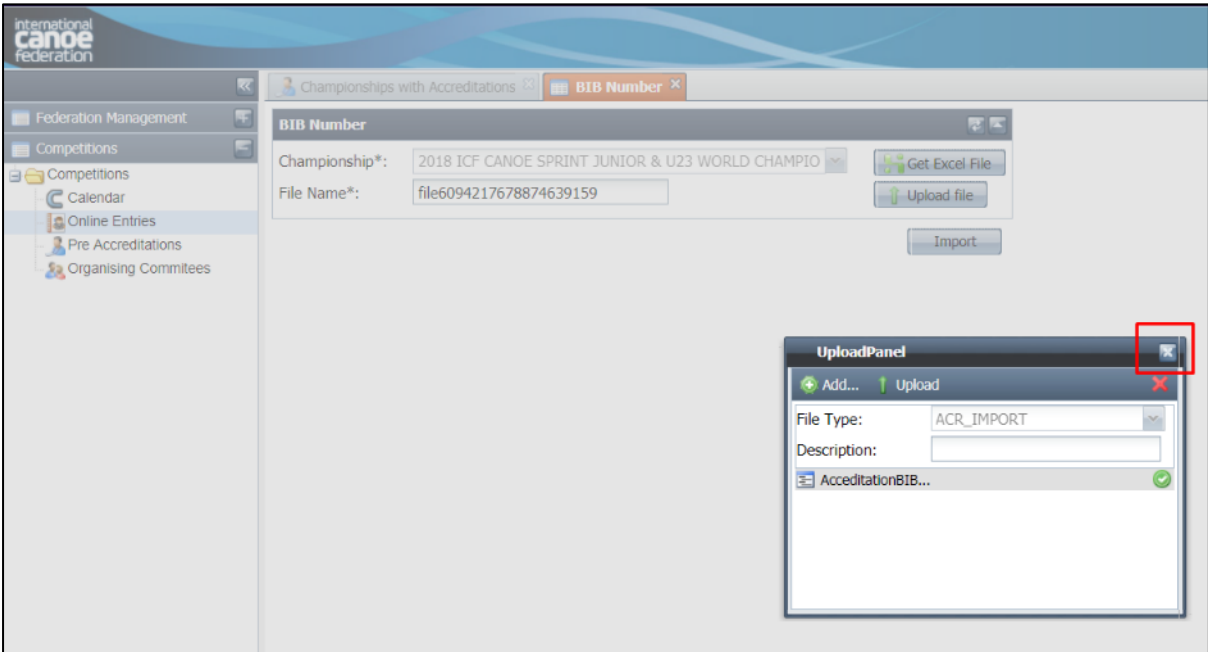 international
canoe
federation
Championships with Accreditations
BIB Number
Federation Management
Competitions
Competitions
Calendar
Online Entries
Pre Accreditations
Organising Commitees
BIB Number
Championship*: 2018 ICF CANOE SPRINT JUNIOR & U23 WORLD CHAMPIO
Get Excel File
File Name*: file6094217678874639159
Upload file
Import
UploadPanel
Add... Upload
File Type: ACR_IMPORT
Description:
AcceditationBIB...